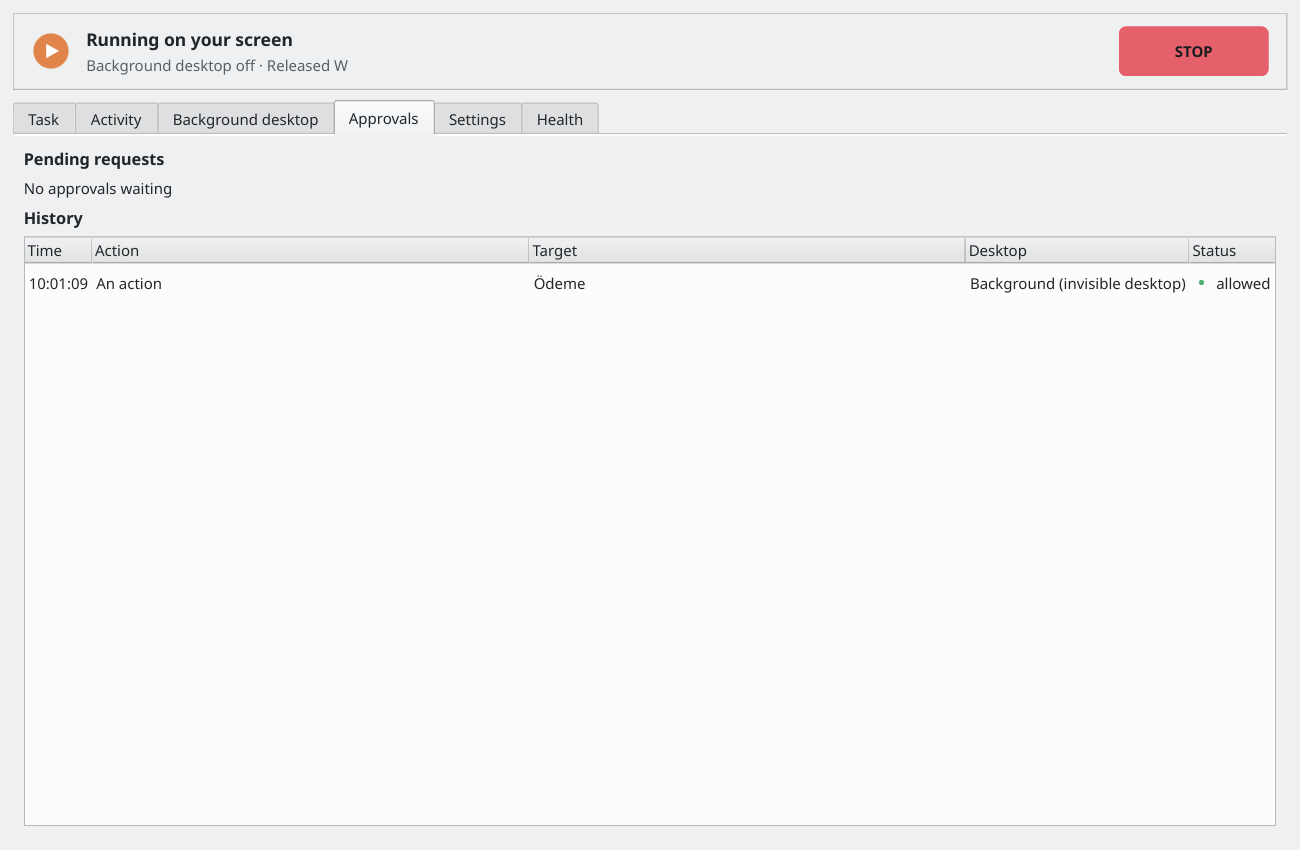 Running on your screen
Background desktop off · Released W
STOP
Task Activity Background desktop Approvals Settings Health
Pending requests
No approvals waiting
History
Time Action Target Desktop Status
10:01:09 An action Ödeme Background (invisible desktop) allowed